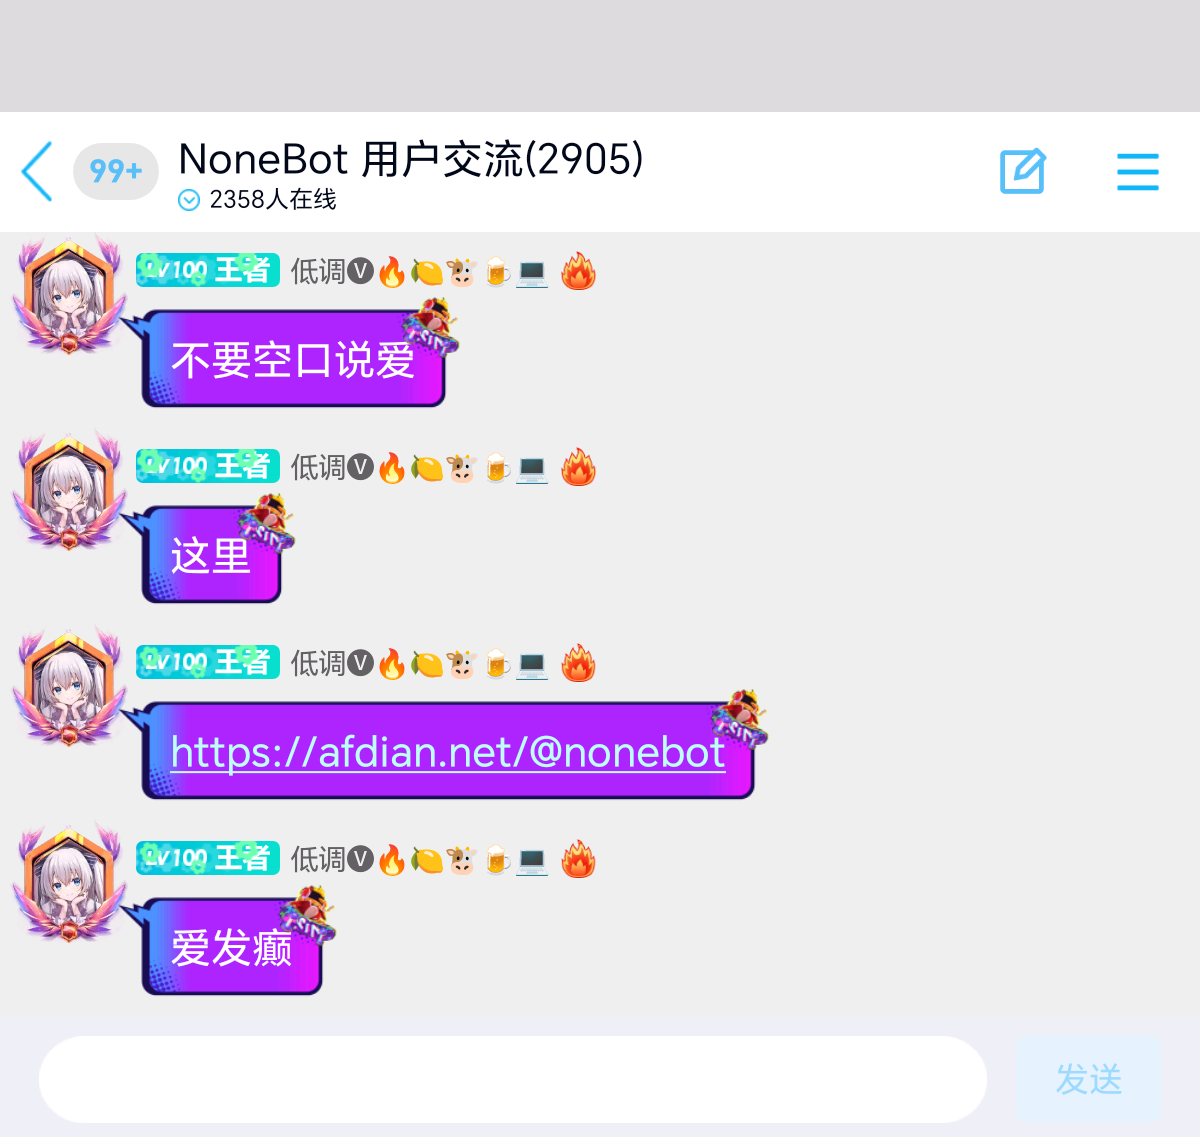 99+
NoneBot 用户交流(2905)
2358人在线
LV100 王者 低调V🔥🍋🐮🍺💻 🔥
不要空口说爱
LV100 王者 低调V🔥🍋🐮🍺💻 🔥
这里
LV100 王者 低调V🔥🍋🐮🍺💻 🔥
https://afdian.net/@nonebot
LV100 王者 低调V🔥🍋🐮🍺💻 🔥
爱发癫
发送